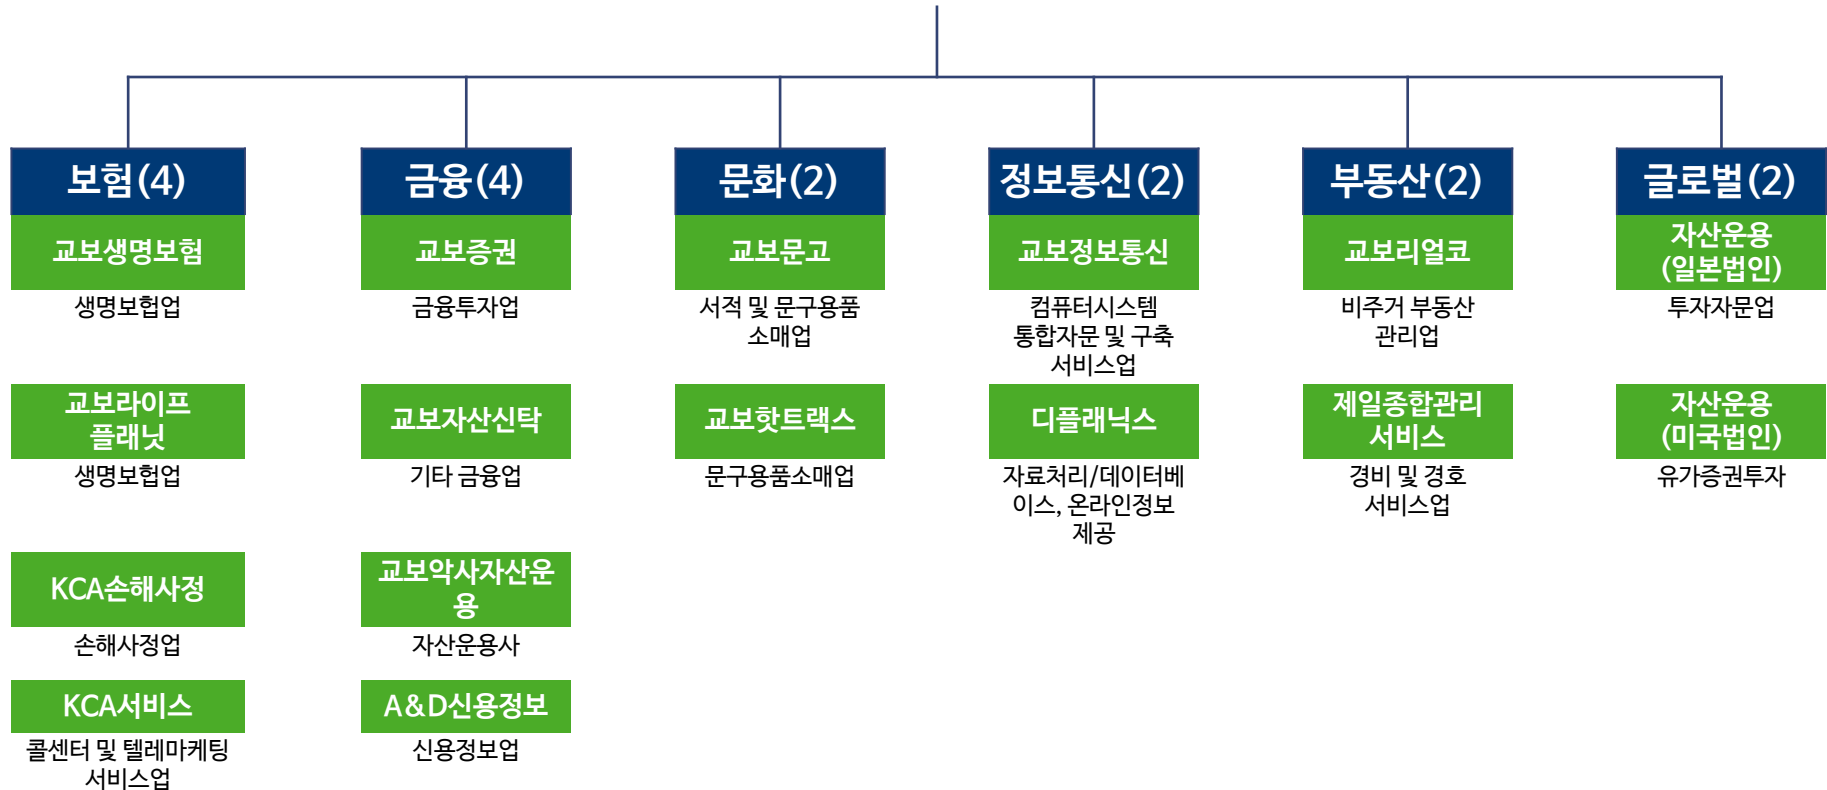 보험(4)
교보생명보험
생명보험업
교보라이프
플래닛
생명보험업
KCA손해사정
손해사정업
KCA서비스
콜센터 및 텔레마케팅
서비스업
금융(4)
교보증권
금융투자업
교보자산신탁
기타 금융업
교보악사자산운
용
자산운용사
A&D신용정보
신용정보업
문화(2)
교보문고
서적 및 문구용품
소매업
교보핫트랙스
문구용품소매업
정보통신(2)
교보정보통신
컴퓨터시스템
통합자문 및 구축
서비스업
디플래닉스
자료처리/데이터베
이스, 온라인정보
제공
부동산(2)
교보리얼코
비주거 부동산
관리업
제일종합관리
서비스
경비 및 경호
서비스업
글로벌(2)
자산운용
(일본법인)
투자자문업
자산운용
(미국법인)
유가증권투자